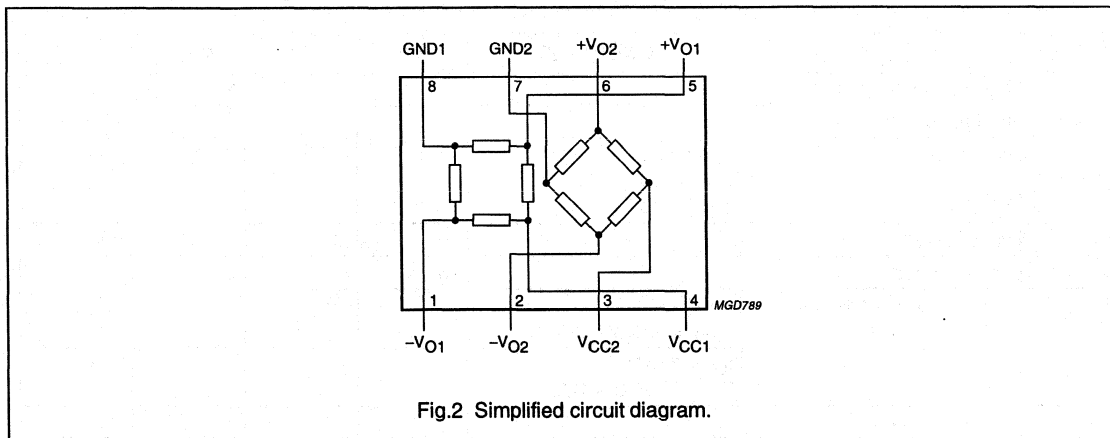 GND1 GND2 +VO2 +VO1
8 7 6 5
1 2 3 4
MGD789
−VO1 −VO2 VCC2 VCC1
Fig.2 Simplified circuit diagram.